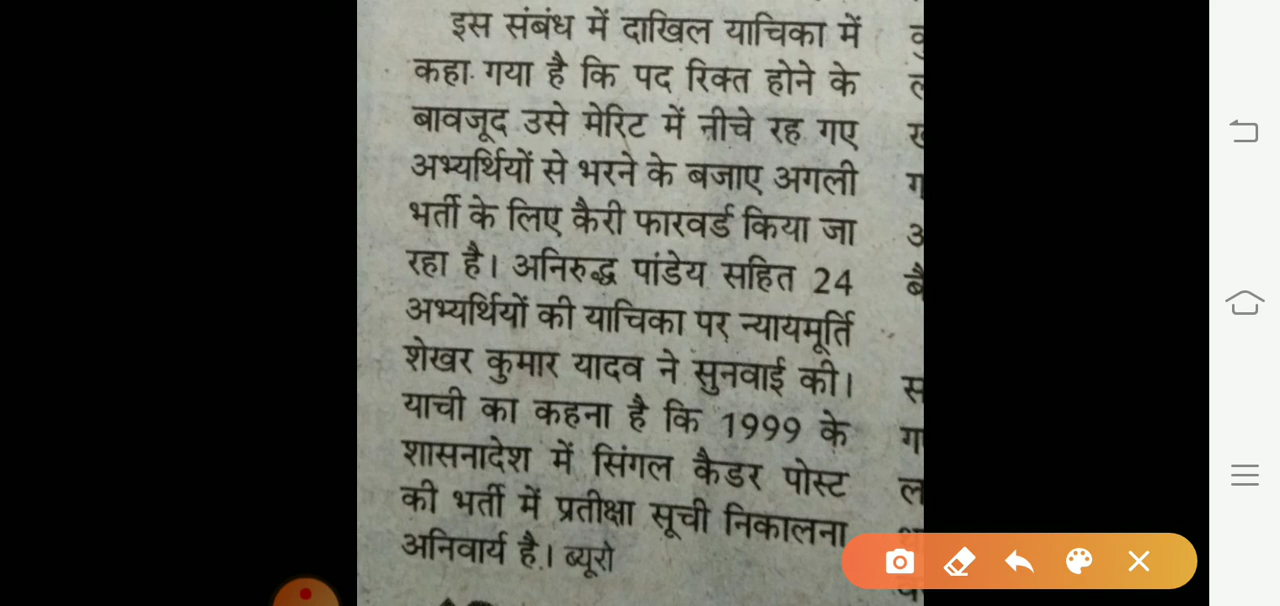 इस संबंध में दाखिल याचिका में
कहा गया है कि पद रिक्त होने के
बावजूद उसे मेरिट में नीचे रह गए
अभ्यर्थियों से भरने के बजाए अगली
भर्ती के लिए कैरी फारवर्ड किया जा
रहा है। अनिरुद्ध पांडेय सहित 24
अभ्यर्थियों की याचिका पर न्यायमूर्ति
शेखर कुमार यादव ने सुनवाई की।
याची का कहना है कि 1999 के
शासनादेश में सिंगल कैडर पोस्ट
की भर्ती में प्रतीक्षा सूची निकालना
अनिवार्य है। ब्यूरो